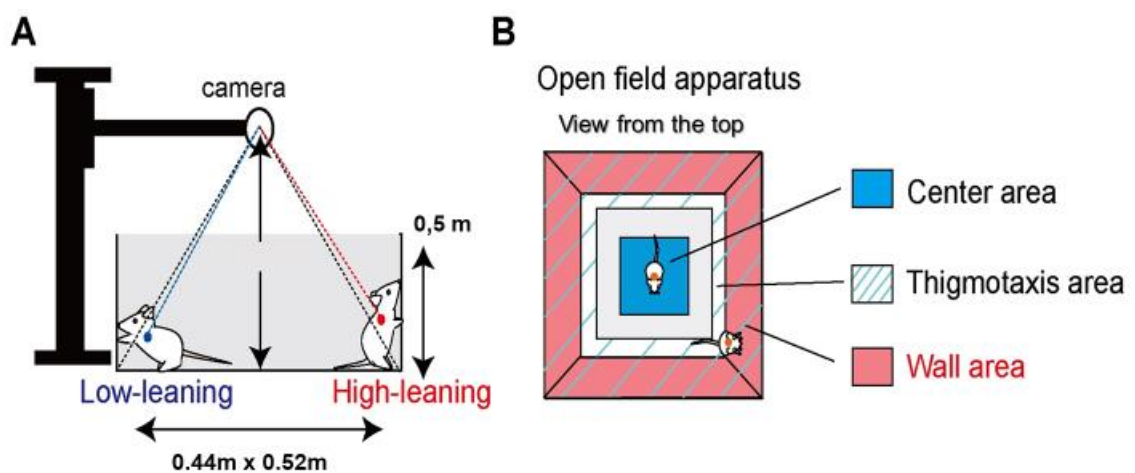 A
camera
0,5 m
Low-leaning
High-leaning
0.44m x 0.52m
B
Open field apparatus
View from the top
Center area
Thigmotaxis area
Wall area